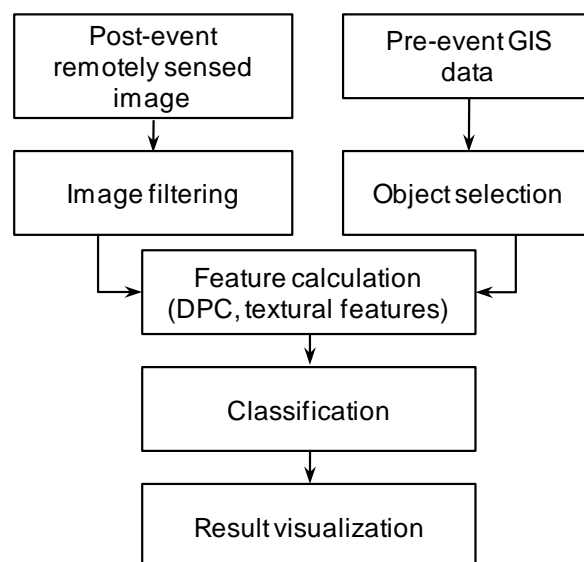 Post-event
remotely sensed
image
Pre-event GIS
data
Image filtering
Object selection
Feature calculation
(DPC, textural features)
Classification
Result visualization